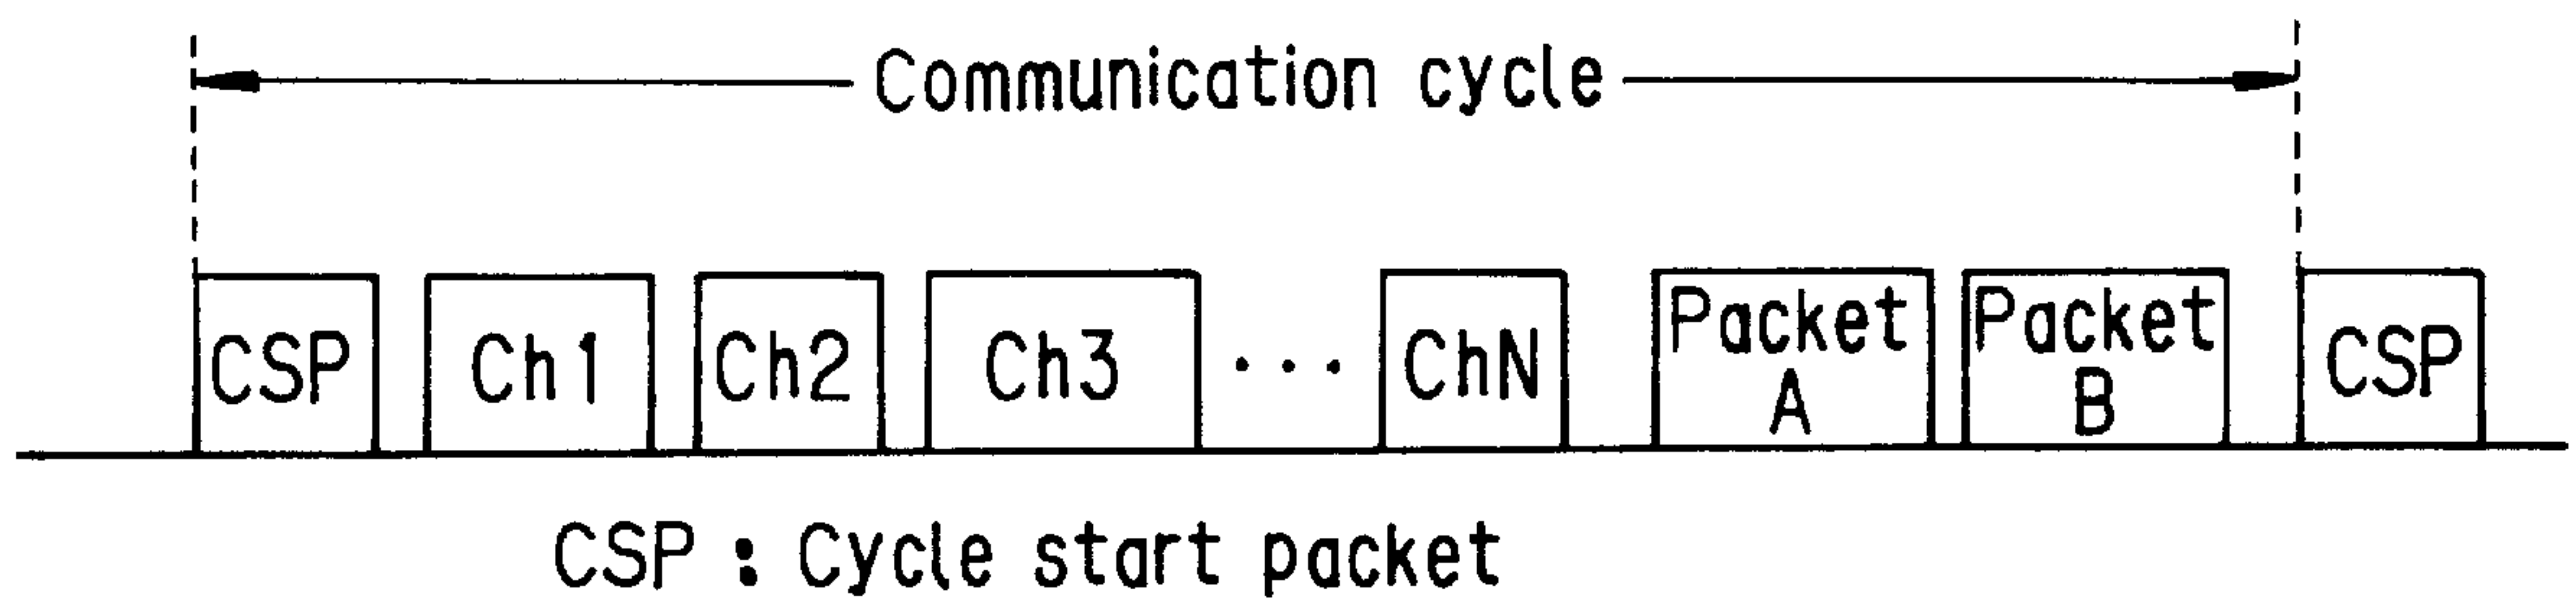 Communication cycle
CSP Ch1 Ch2 Ch3 ... ChN Packet A Packet B CSP
CSP : Cycle start packet